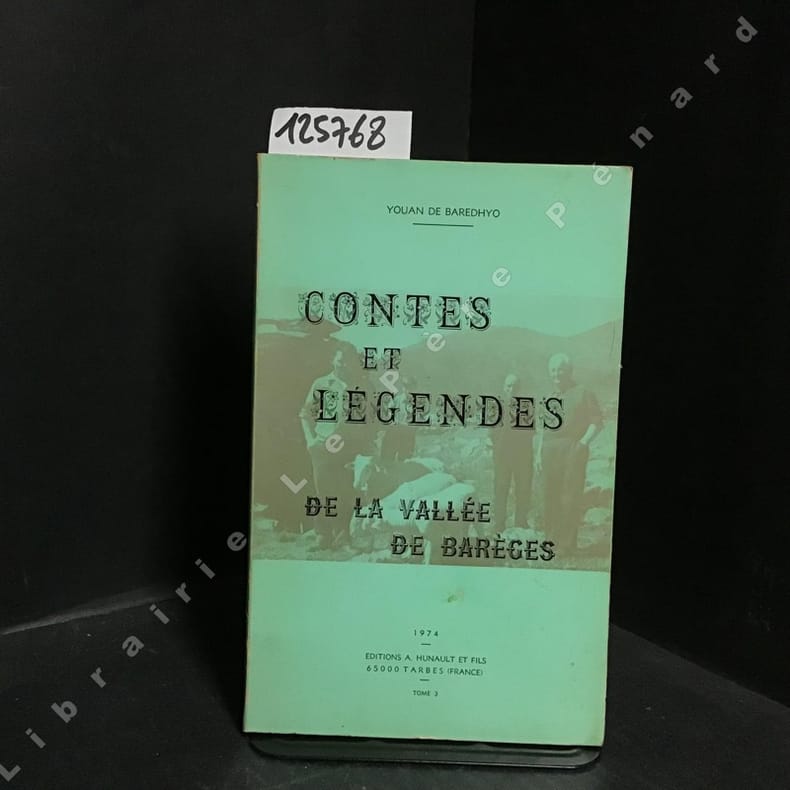 125768
YOUAN DE BAREDHYO
CONTES
ET
LÉGENDES
DE LA VALLÉE
DE BARÈGES
1974
EDITIONS A. HUNAULT ET FILS
65000 TARBES (FRANCE)
TOME 3
Librairie Le Père Pénard